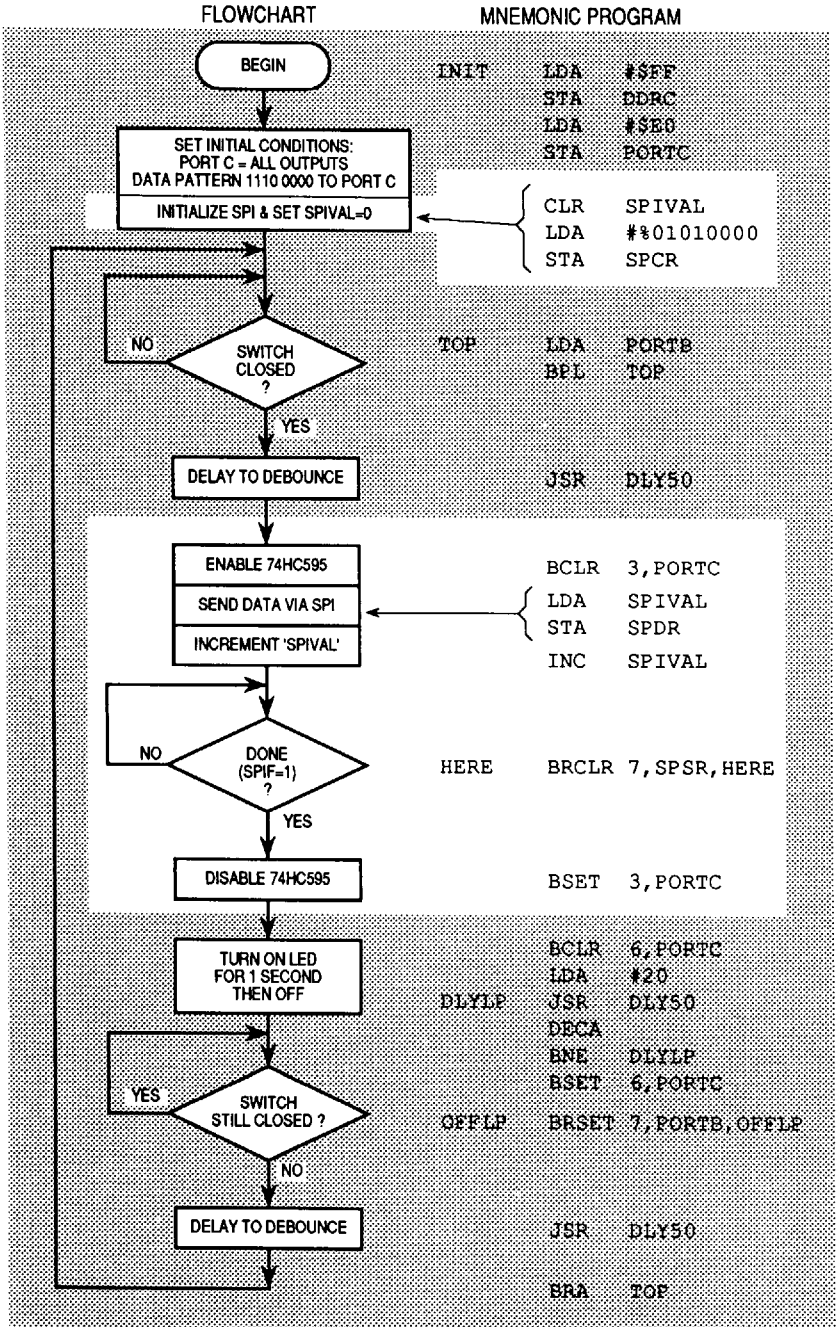 FLOWCHART MNEMONIC PROGRAM
BEGIN
INIT LDA #$FF
STA DDRC
LDA #$E0
STA PORTC
SET INITIAL CONDITIONS:
PORT C = ALL OUTPUTS
DATA PATTERN 1110 0000 TO PORT C
INITIALIZE SPI & SET SPIVAL=0
CLR SPIVAL
LDA #%01010000
STA SPCR
NO
SWITCH
CLOSED
?
YES
TOP LDA PORTB
BPL TOP
DELAY TO DEBOUNCE
JSR DLY50
ENABLE 74HC595
BCLR 3,PORTC
SEND DATA VIA SPI
LDA SPIVAL
STA SPDR
INCREMENT 'SPIVAL'
INC SPIVAL
NO
DONE
(SPIF=1)
?
YES
HERE BRCLR 7,SPSR,HERE
DISABLE 74HC595
BSET 3,PORTC
TURN ON LED
FOR 1 SECOND
THEN OFF
BCLR 6,PORTC
LDA #20
DLYLP JSR DLY50
DECA
BNE DLYLP
BSET 6,PORTC
YES
SWITCH
STILL CLOSED ?
NO
OFFLP BRSET 7,PORTB,OFFLP
DELAY TO DEBOUNCE
JSR DLY50
BRA TOP